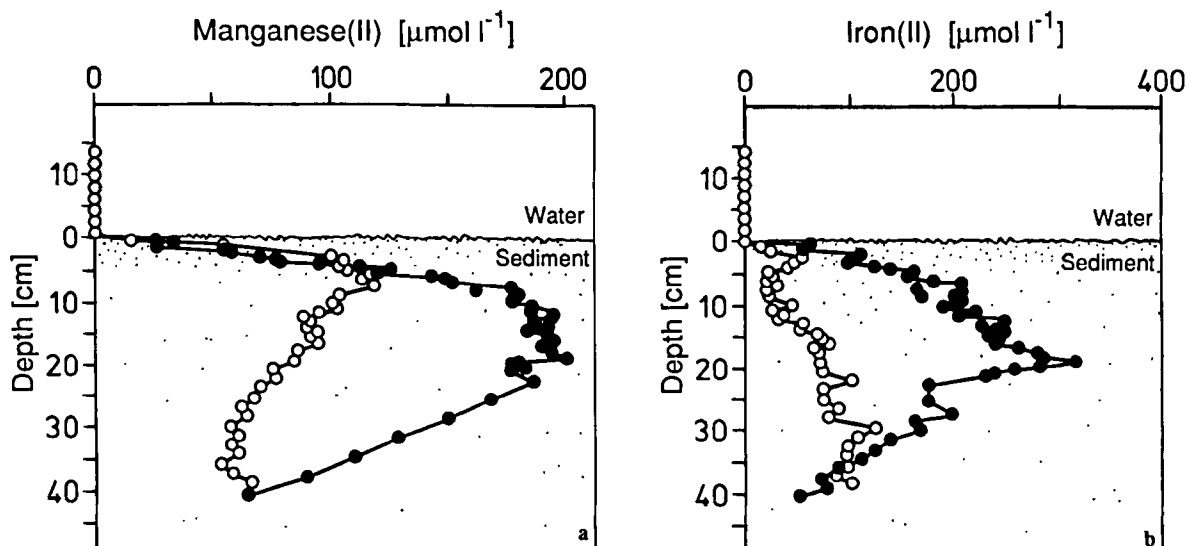 Manganese(II) [μmol l⁻¹]
0 100 200
10
0
10
20
30
40
Depth [cm]
Water
Sediment
a
Iron(II) [μmol l⁻¹]
0 200 400
10
0
10
20
30
40
Depth [cm]
Water
Sediment
b